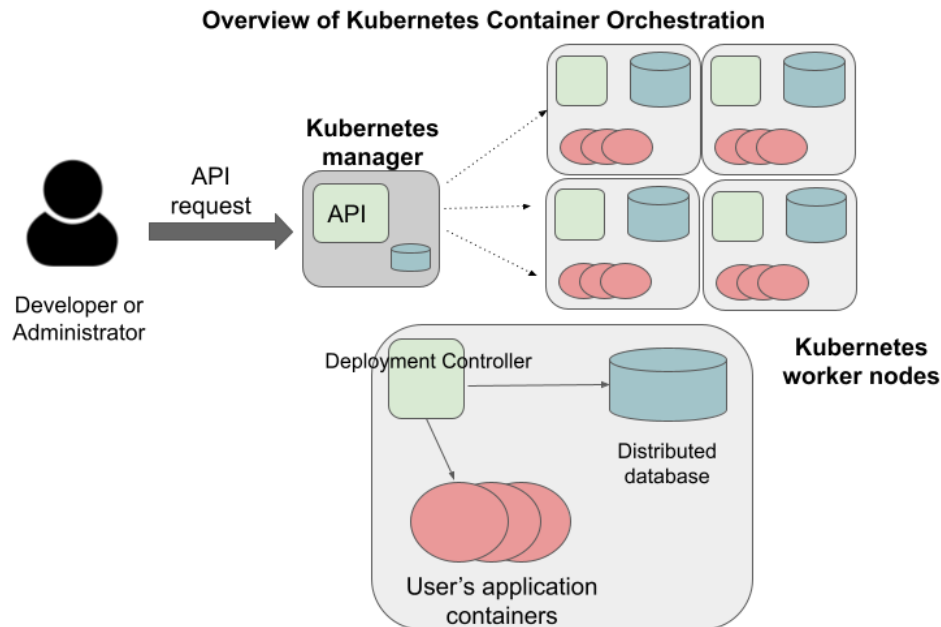 Overview of Kubernetes Container Orchestration
Kubernetes
manager
API
request
API
Developer or
Administrator
Kubernetes
worker nodes
Deployment Controller
Distributed
database
User's application
containers